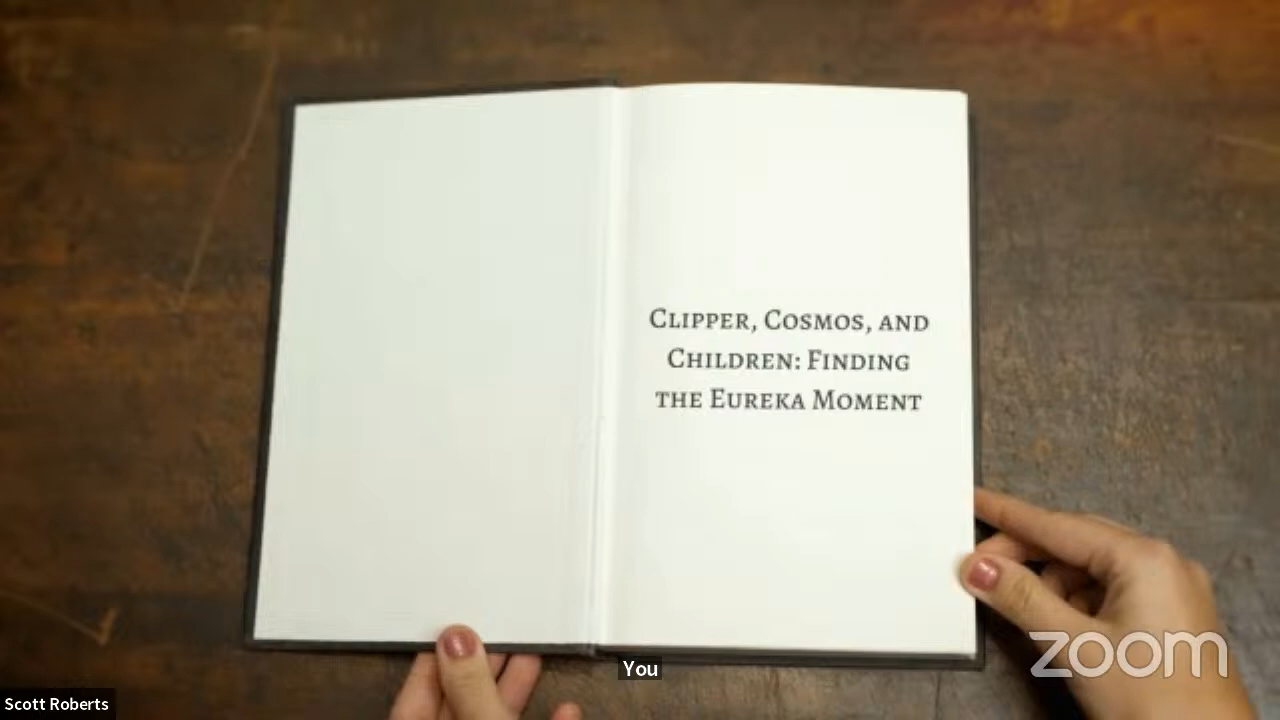 Clipper, Cosmos, and
Children: Finding
the Eureka Moment
You
Scott Roberts
zoom